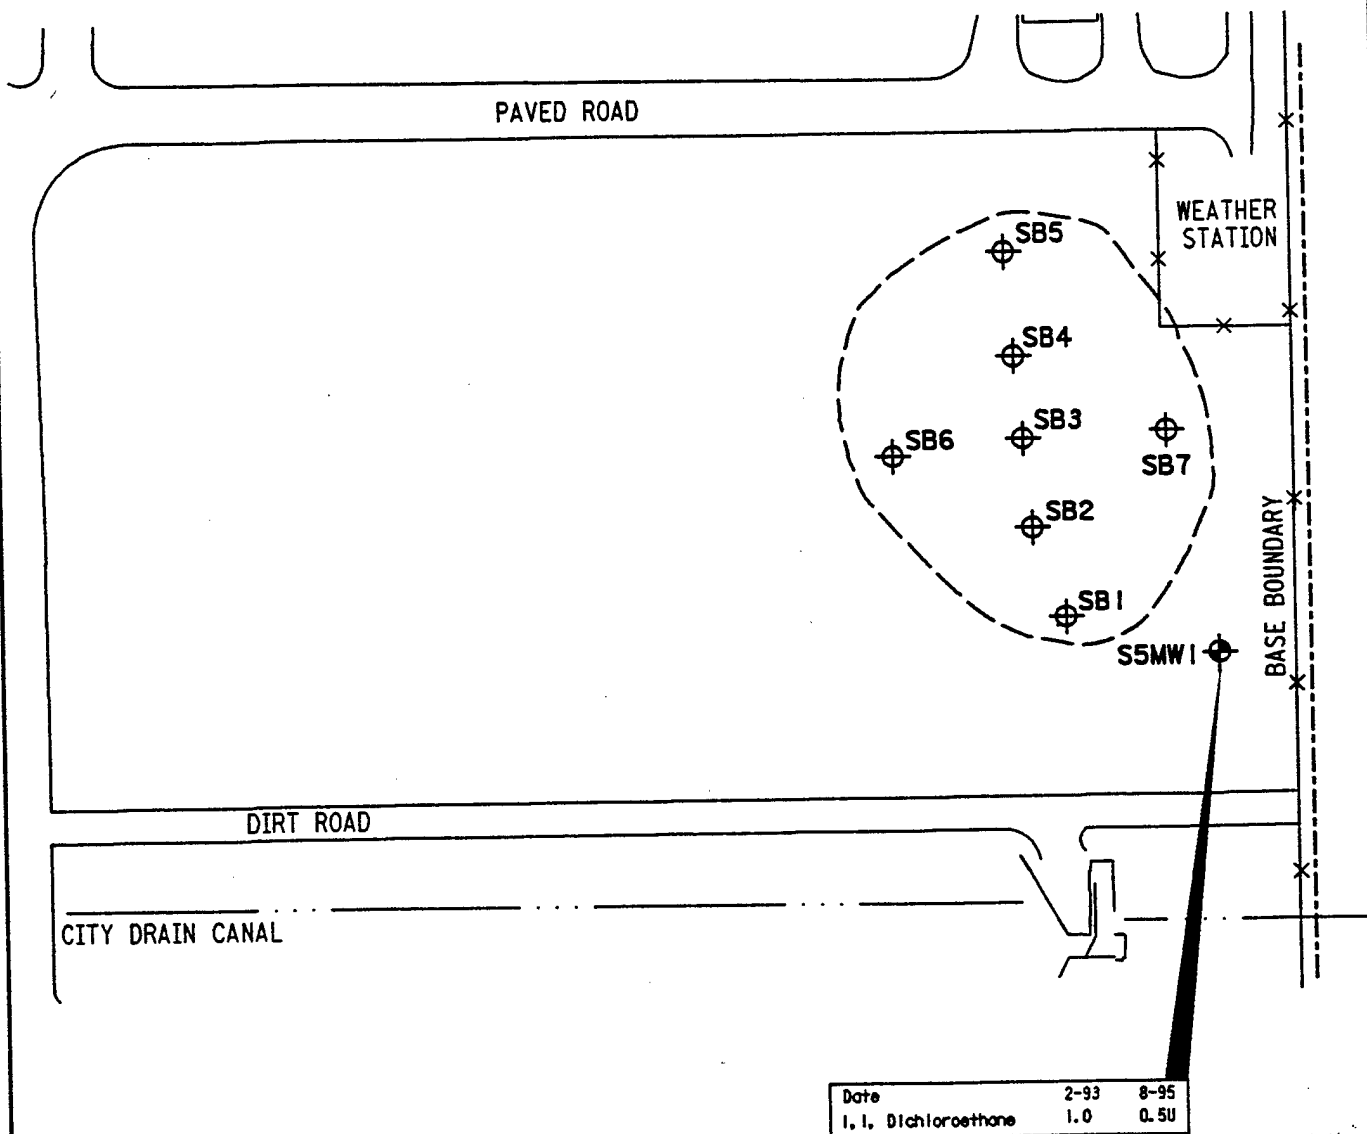 PAVED ROAD
WEATHER
STATION
SB5
SB4
SB3
SB6
SB7
SB2
BASE BOUNDARY
SB1
S5MW1
DIRT ROAD
CITY DRAIN CANAL
Date 2-93 8-95
1,1, Dichloroethane 1.0 0.5U